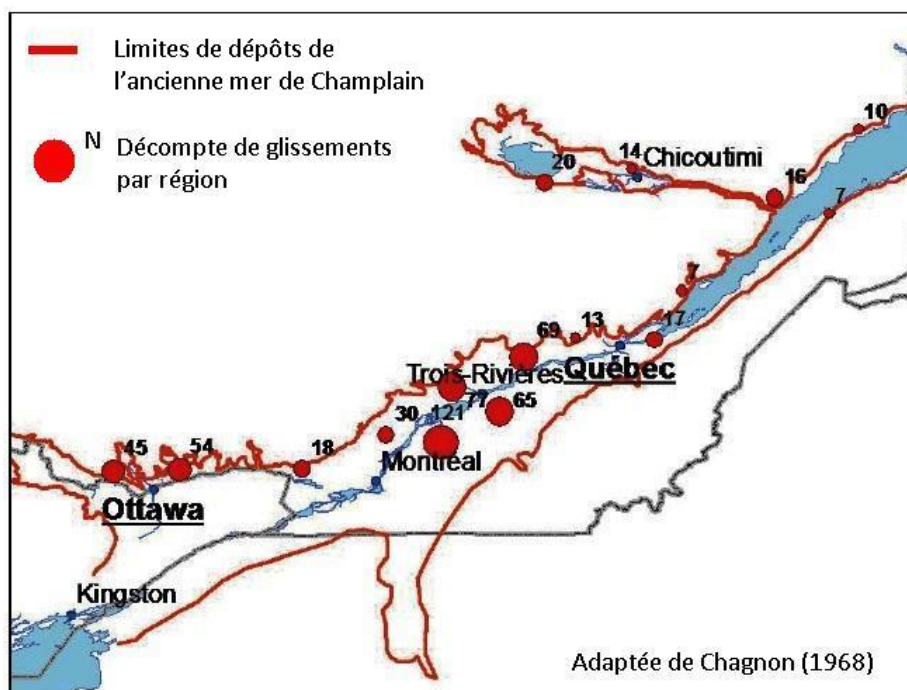 Limites de dépôts de
l'ancienne mer de Champlain
N
Décompte de glissements
par région
10
14
Chicoutimi
20
16
7
7
13
17
69
Québec
Trois-Rivières
77
65
121
30
Montréal
18
54
45
Ottawa
Kingston
Adaptée de Chagnon (1968)